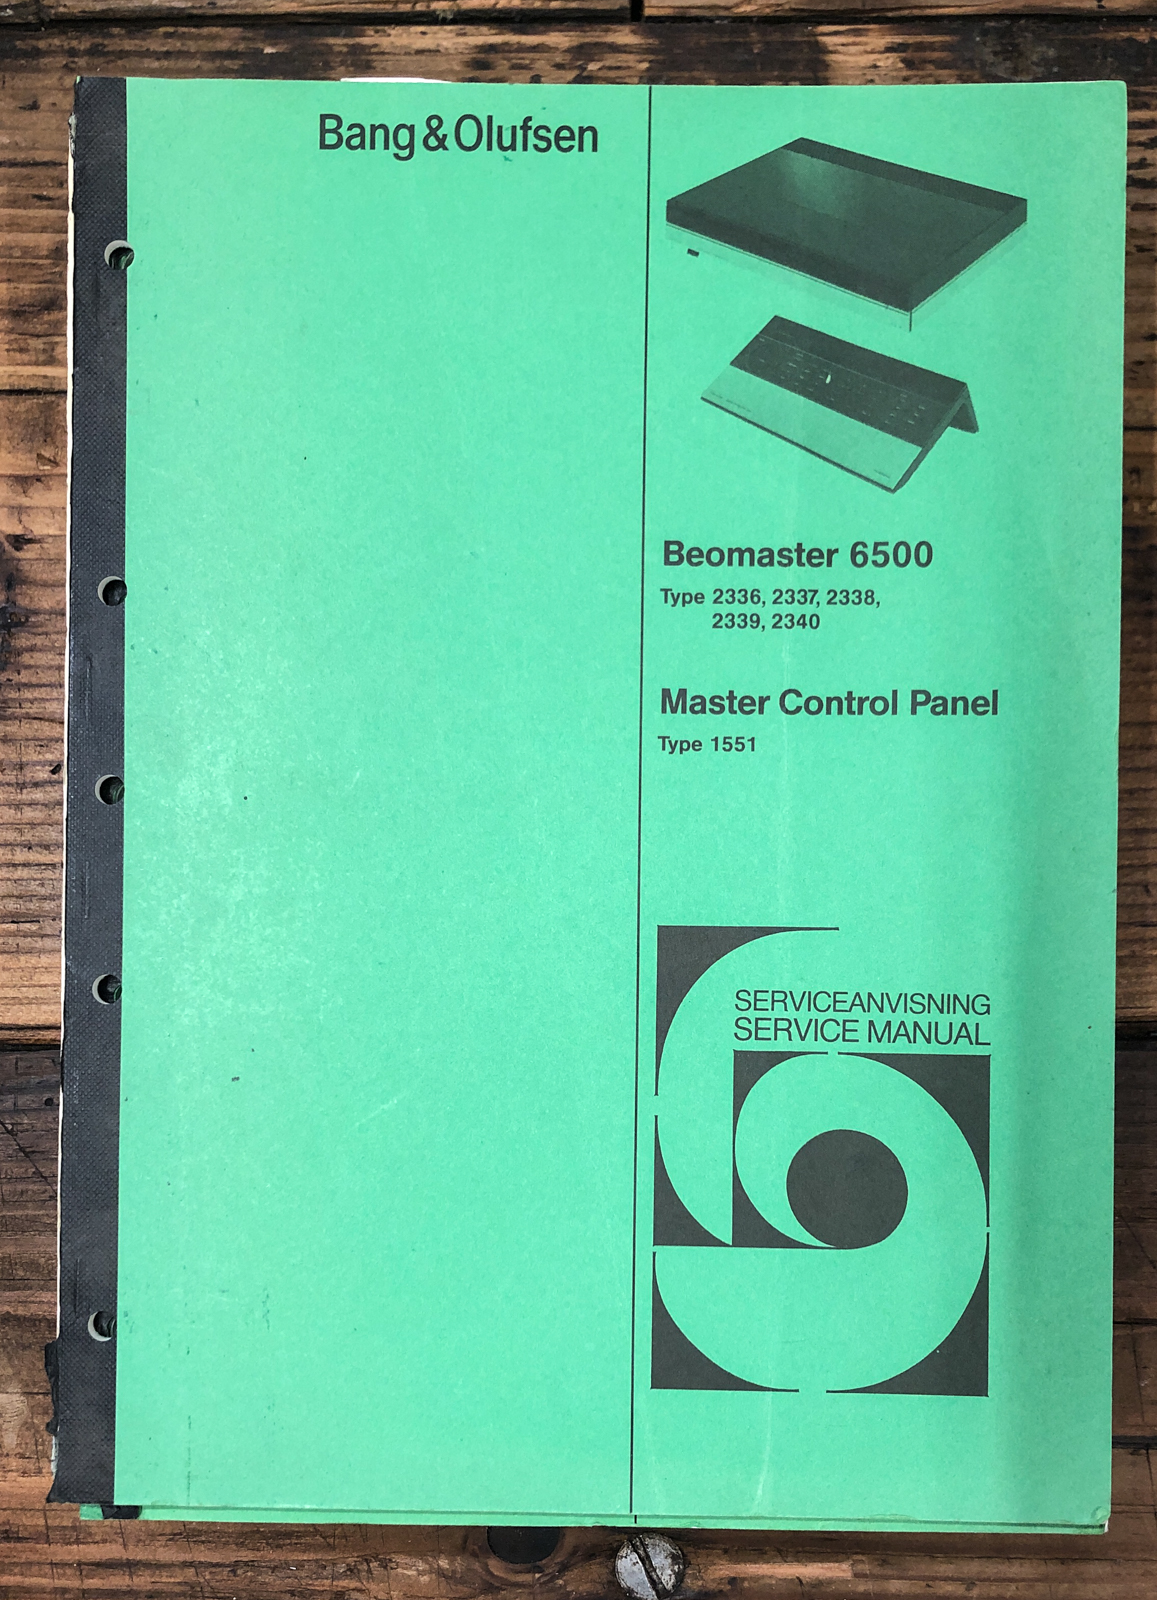 Bang & Olufsen
Beomaster 6500
Type 2336, 2337, 2338,
2339, 2340
Master Control Panel
Type 1551
SERVICEANVISNING
SERVICE MANUAL